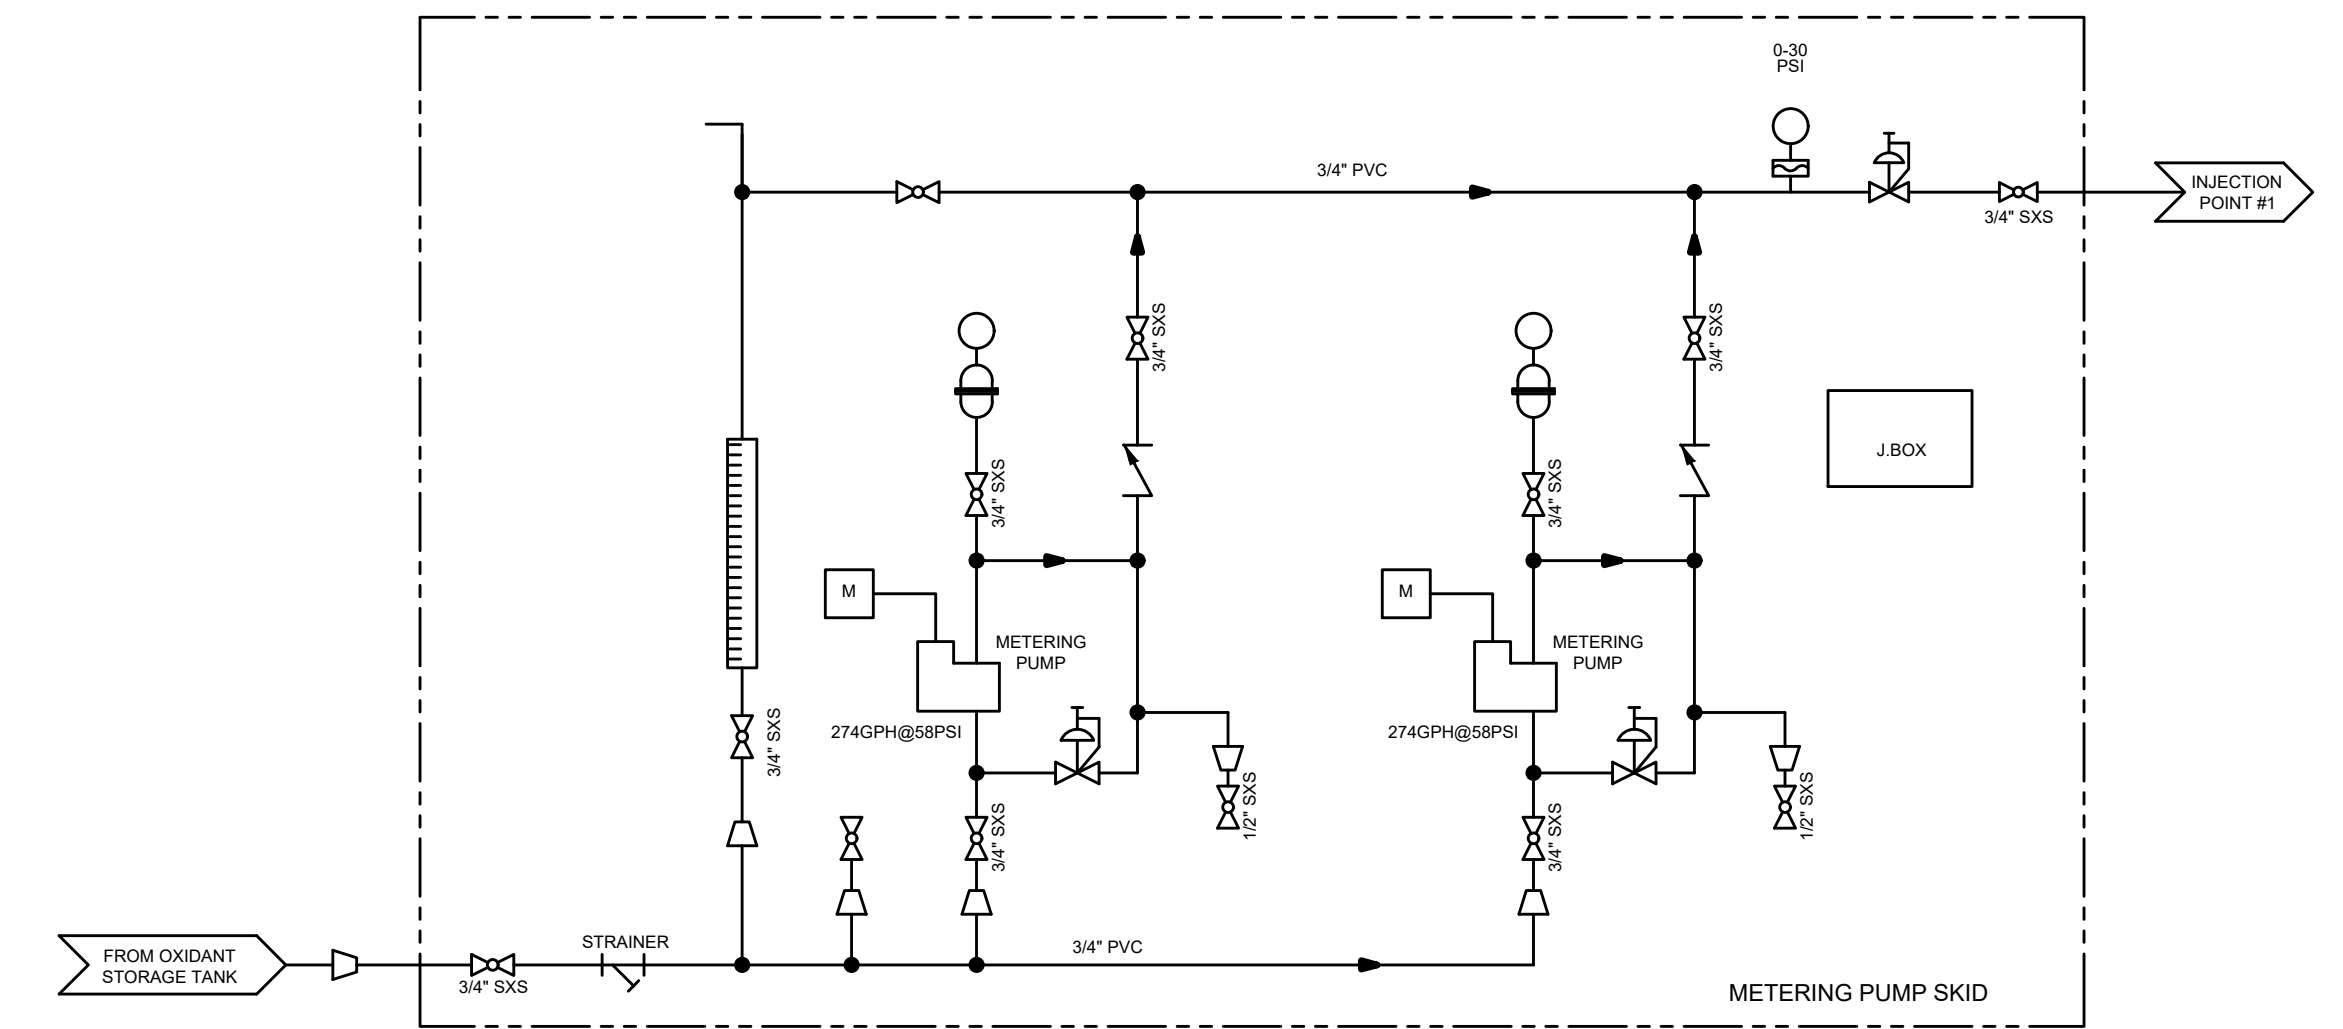 0-30
PSI
3/4" PVC
INJECTION
POINT #1
3/4" SXS
3/4" SXS
3/4" SXS
J.BOX
3/4" SXS
3/4" SXS
M
M
METERING
PUMP
METERING
PUMP
274GPH@58PSI
274GPH@58PSI
3/4" SXS
3/4" SXS
1/2" SXS
3/4" SXS
1/2" SXS
STRAINER
3/4" PVC
FROM OXIDANT
STORAGE TANK
3/4" SXS
METERING PUMP SKID